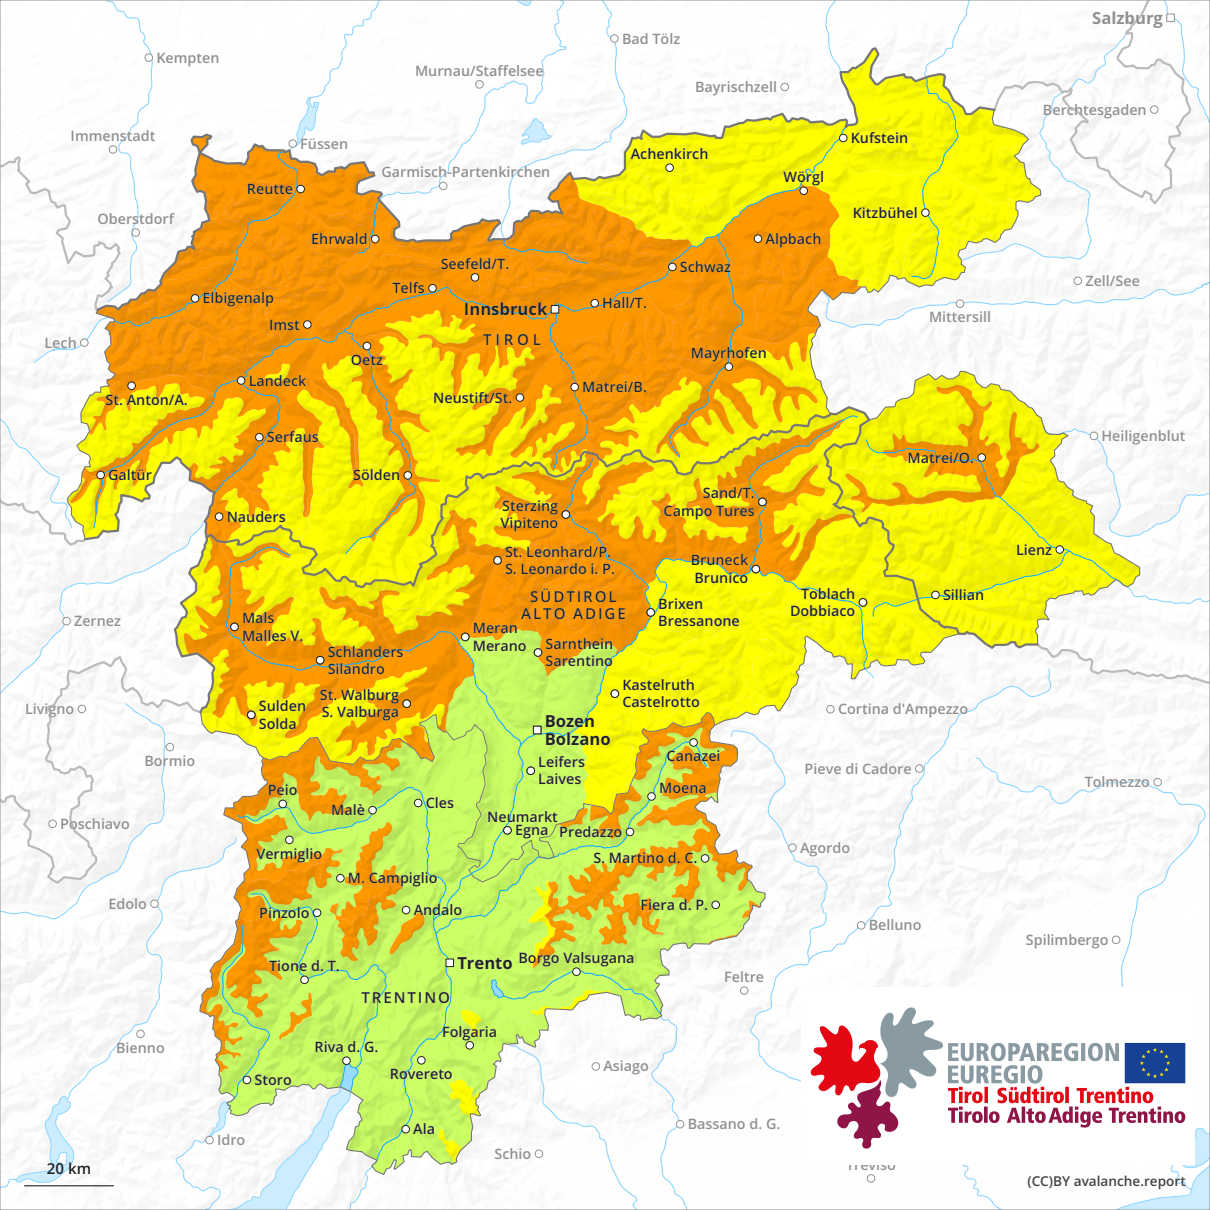 Salzburg
Bad Tölz
Kempten
Murnau/Staffelsee
Bayrischzell
Berchtesgaden
Immenstadt
Füssen
Kufstein
Achenkirch
Garmisch-Partenkirchen
Wörgl
Reutte
Oberstdorf
Kitzbühel
Ehrwald
Alpbach
Seefeld/T.
Schwaz
Zell/See
Telfs
Elbigenalp
Hall/T.
Innsbruck
Mittersill
Imst
TIROL
Lech
Oetz
Mayrhofen
Landeck
Matrei/B.
St. Anton/A.
Neustift/St.
Serfaus
Heiligenblut
Matrei/O.
Galtür
Sölden
Sand/T.
Campo Tures
Sterzing
Vipiteno
Nauders
St. Leonhard/P.
S. Leonardo i. P.
Lienz
Bruneck
Brunico
SÜDTIROL
ALTO ADIGE
Toblach
Dobbiaco
Sillian
Brixen
Bressanone
Zernez
Mals
Malles V.
Meran
Merano
Sarnthein
Sarentino
Schlanders
Silandro
Kastelruth
Castelrotto
St. Walburg
S. Valburga
Sulden
Solda
Livigno
Cortina d'Ampezzo
Bozen
Bolzano
Bormio
Canazei
Leifers
Laives
Pieve di Cadore
Tolmezzo
Peio
Moena
Malè
Cles
Neumarkt
Egna
Predazzo
Poschiavo
Vermiglio
Agordo
S. Martino d. C.
M. Campiglio
Edolo
Pinzolo
Andalo
Fiera d. P.
Belluno
Spilimbergo
Borgo Valsugana
Trento
Tione d. T.
Feltre
TRENTINO
Folgaria
Bienno
Riva d. G.
Rovereto
Asiago
Storo
EUROPAREGION
EUREGIO
Tirol Südtirol Trentino
Tirolo Alto Adige Trentino
Ala
Bassano d. G.
Idro
Schio
Treviso
20 km
(CC)BY avalanche.report